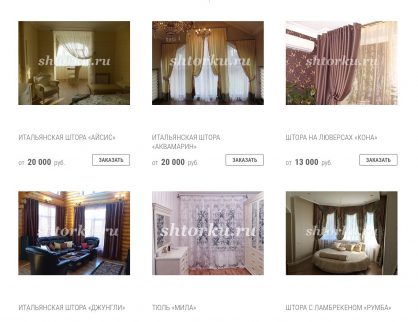 shtorku.ru
shtorku.ru
shtorku.ru
ИТАЛЬЯНСКАЯ ШТОРА «АЙСИС»
ИТАЛЬЯНСКАЯ ШТОРА
«АКВАМАРИН»
ШТОРА НА ЛЮВЕРСАХ «КОНА»
от 20 000 руб.
ЗАКАЗАТЬ
от 20 000 руб.
ЗАКАЗАТЬ
от 13 000 руб.
ЗАКАЗАТЬ
shtorku.ru
shtorku.ru
shtorku.ru
ИТАЛЬЯНСКАЯ ШТОРА «ДЖУНГЛИ»
ТЮЛЬ «МИЛА»
ШТОРА С ЛАМБРЕКЕНОМ «РУМБА»